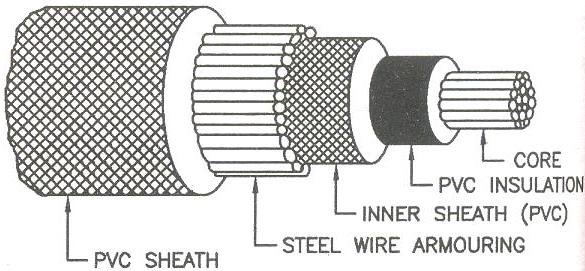 CORE
PVC INSULATION
INNER SHEATH (PVC)
STEEL WIRE ARMOURING
PVC SHEATH